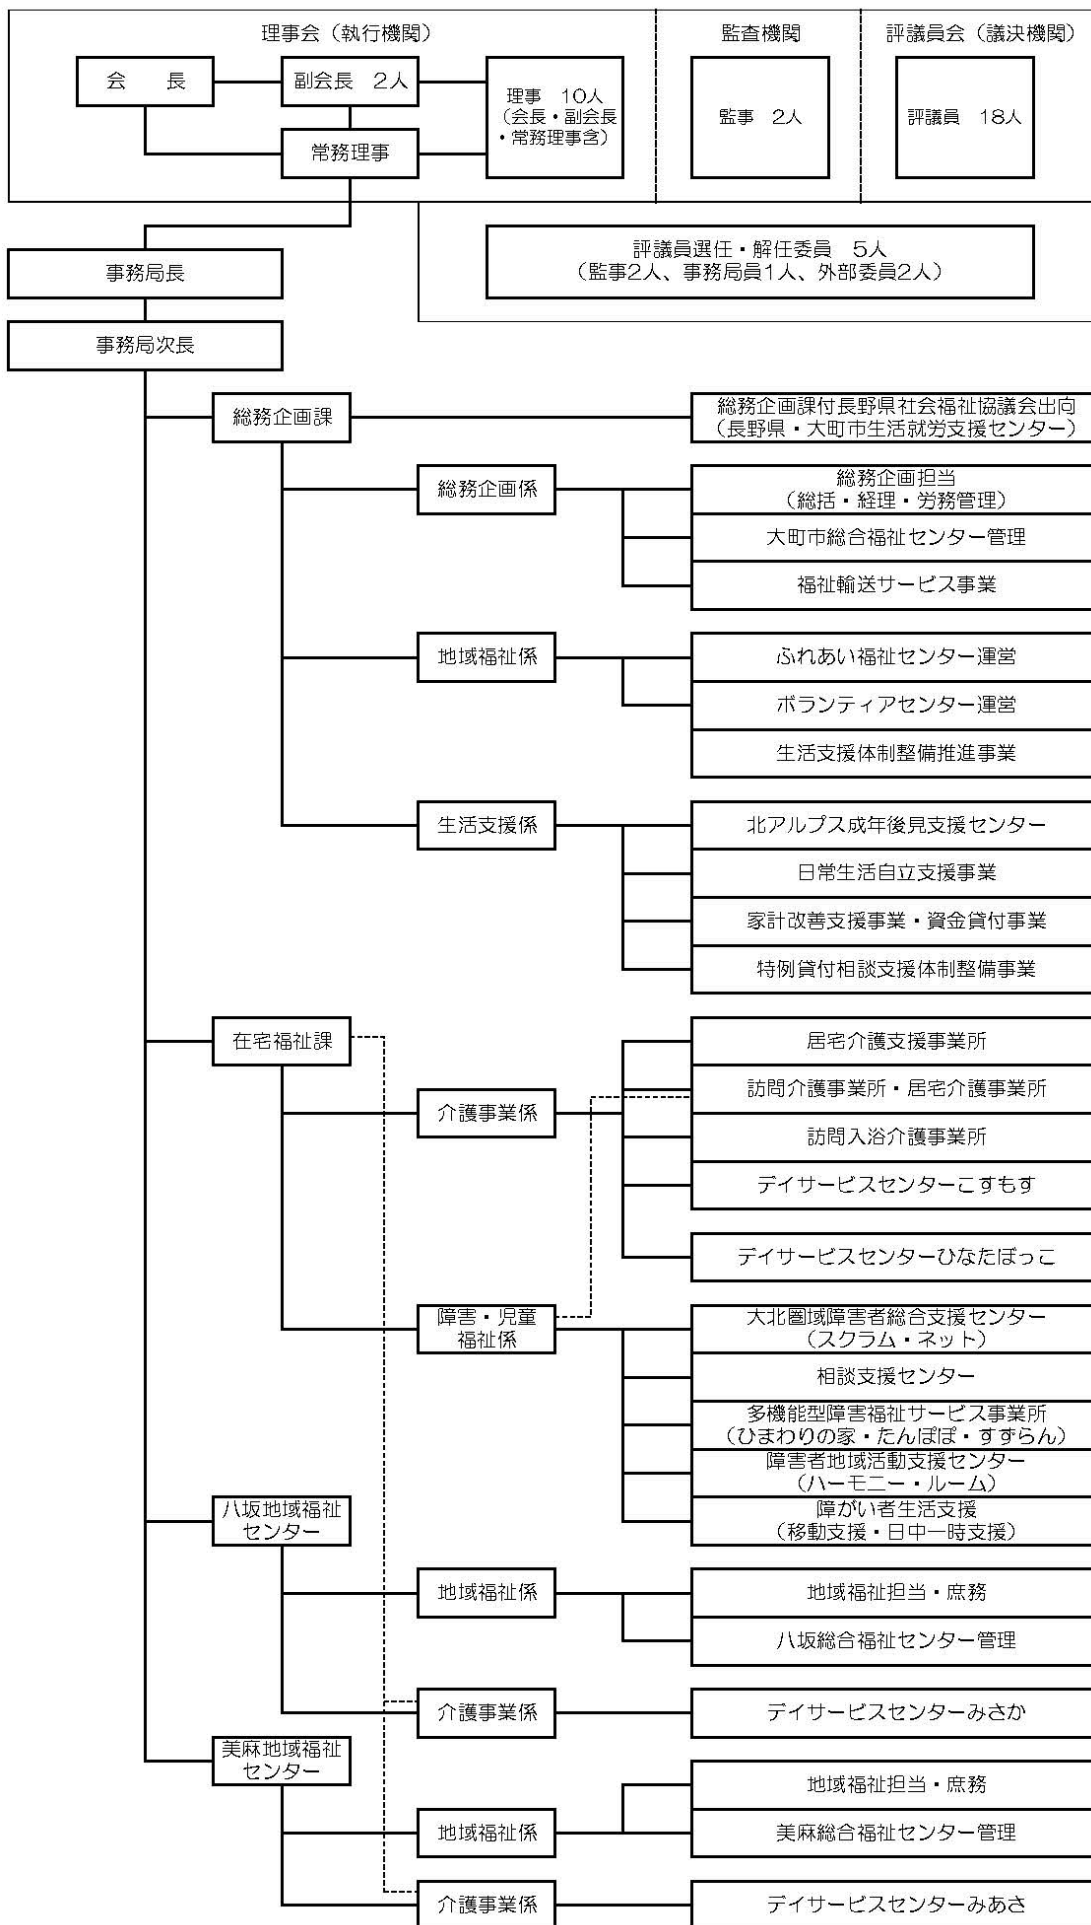 理事会（執行機関）
監査機関
評議員会（議決機関）
会　　長
副会長　2人
理事　10人
（会長・副会長
・常務理事含）
監事　2人
評議員　18人
常務理事
評議員選任・解任委員　5人
（監事2人、事務局員1人、外部委員2人）
事務局長
事務局次長
総務企画課
総務企画課付長野県社会福祉協議会出向
（長野県・大町市生活就労支援センター）
総務企画係
総務企画担当
（総括・経理・労務管理）
大町市総合福祉センター管理
福祉輸送サービス事業
地域福祉係
ふれあい福祉センター運営
ボランティアセンター運営
生活支援体制整備推進事業
生活支援係
北アルプス成年後見支援センター
日常生活自立支援事業
家計改善支援事業・資金貸付事業
特例貸付相談支援体制整備事業
在宅福祉課
居宅介護支援事業所
介護事業係
訪問介護事業所・居宅介護事業所
訪問入浴介護事業所
デイサービスセンターこすもす
デイサービスセンターひなたぼっこ
障害・児童
福祉係
大北圏域障害者総合支援センター
（スクラム・ネット）
相談支援センター
多機能型障害福祉サービス事業所
（ひまわりの家・たんぽぽ・すずらん）
障害者地域活動支援センター
（ハーモニー・ルーム）
障がい者生活支援
（移動支援・日中一時支援）
八坂地域福祉
センター
地域福祉係
地域福祉担当・庶務
八坂総合福祉センター管理
介護事業係
デイサービスセンターみさか
美麻地域福祉
センター
地域福祉担当・庶務
地域福祉係
美麻総合福祉センター管理
介護事業係
デイサービスセンターみあさ